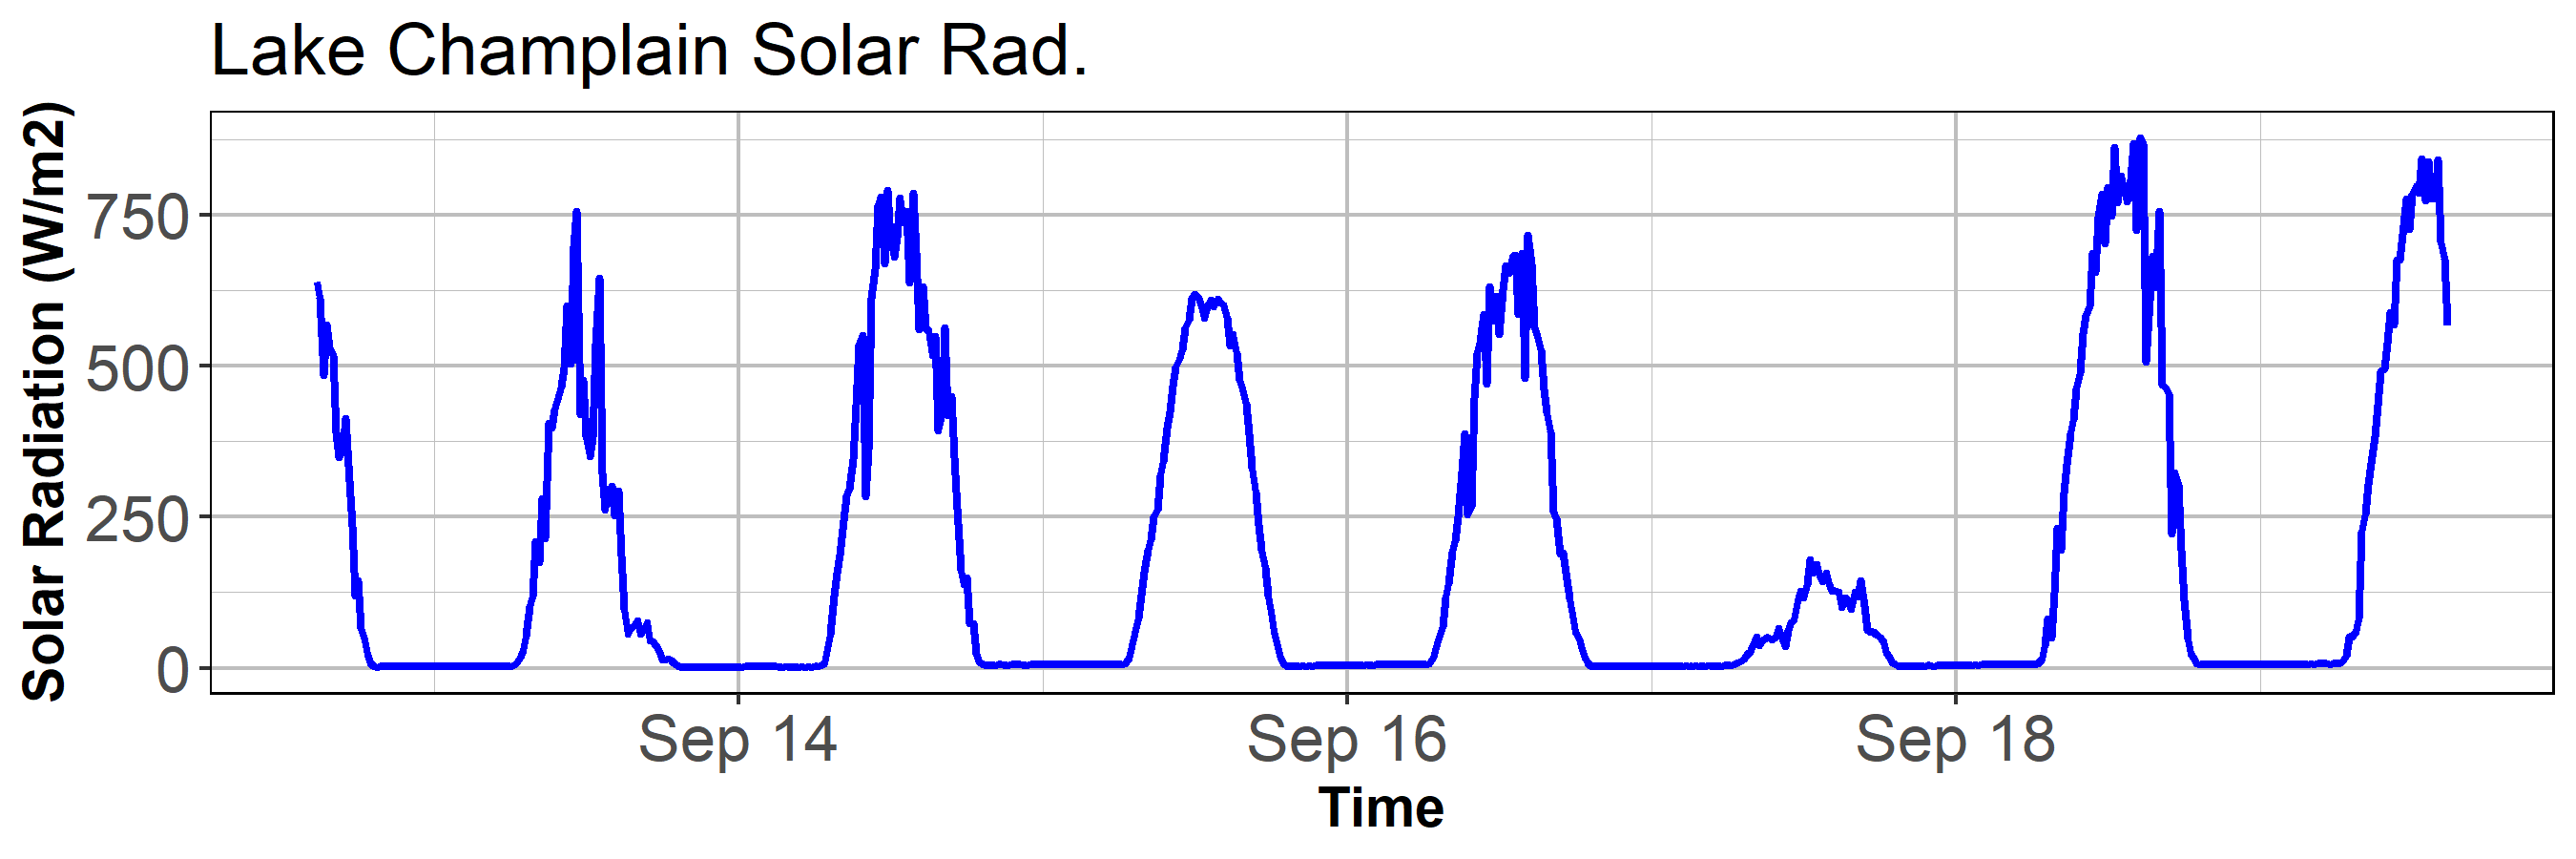 Lake Champlain Solar Rad.
Solar Radiation (W/m2)
750
500
250
0
Sep 14
Sep 16
Sep 18
Time